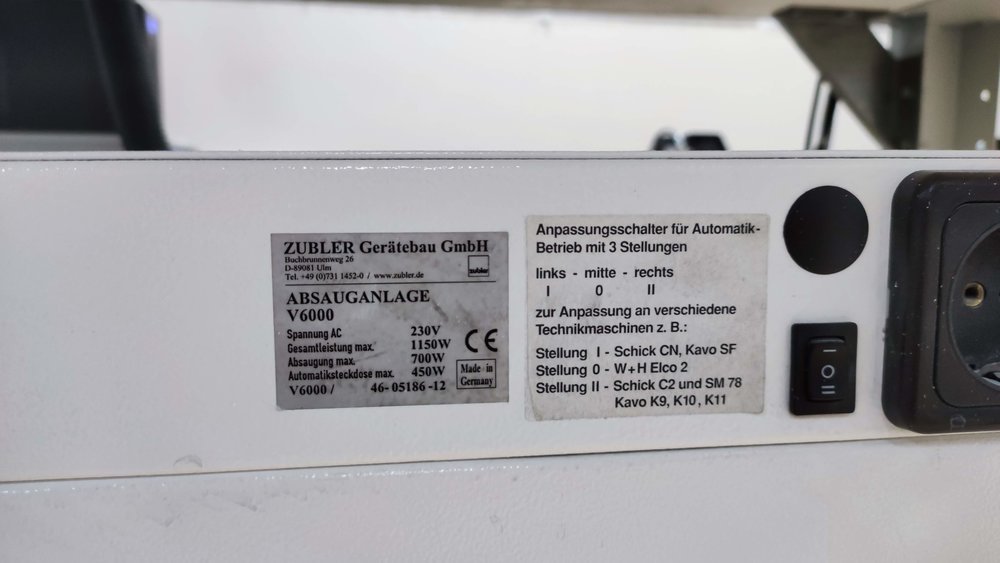 ZUBLER Gerätebau GmbH
Buchbrunnenweg 26
D-89081 Ulm
Tel. +49 (0)731 1452-0 / www.zubler.de
zubler
ABSAUGANLAGE
V6000
Spannung AC 230V
Gesamtleistung max. 1150W
Absaugung max. 700W
Automatiksteckdose max. 450W
V6000 / 46-05186-12
CE
Made in
Germany
Anpassungsschalter für Automatik-
Betrieb mit 3 Stellungen
links - mitte - rechts
I 0 II
zur Anpassung an verschiedene
Technikmaschinen z. B.:
Stellung I - Schick CN, Kavo SF
Stellung 0 - W+H Elco 2
Stellung II - Schick C2 und SM 78
Kavo K9, K10, K11
I
O
II